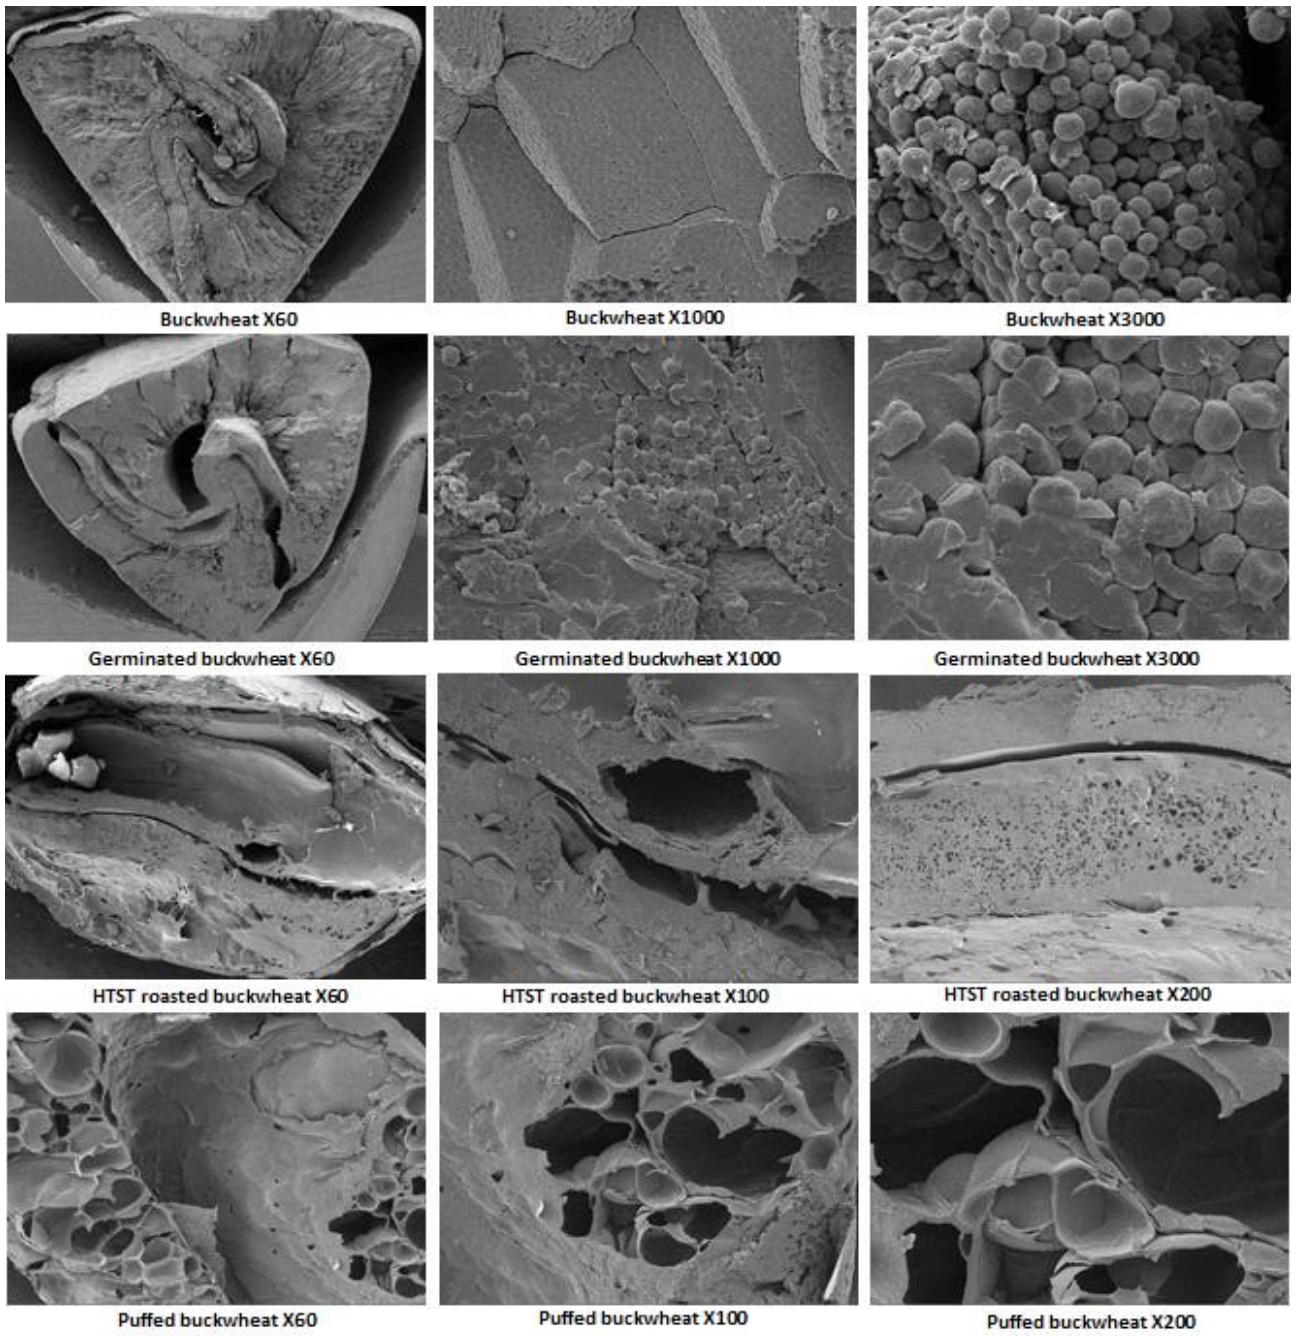 Buckwheat X60
Buckwheat X1000
Buckwheat X3000
Germinated buckwheat X60
Germinated buckwheat X1000
Germinated buckwheat X3000
HTST roasted buckwheat X60
HTST roasted buckwheat X100
HTST roasted buckwheat X200
Puffed buckwheat X60
Puffed buckwheat X100
Puffed buckwheat X200